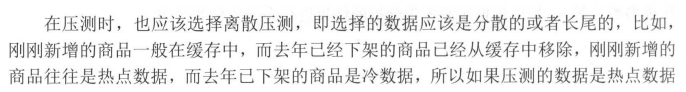 在压测时，也应该选择离散压测，即选择的数据应该是分散的或者长尾的，比如，
刚刚新增的商品一般在缓存中，而去年已经下架的商品已经从缓存中移除，刚刚新增的
商品往往是热点数据，而去年已下架的商品是冷数据，所以如果压测的数据是热点数据